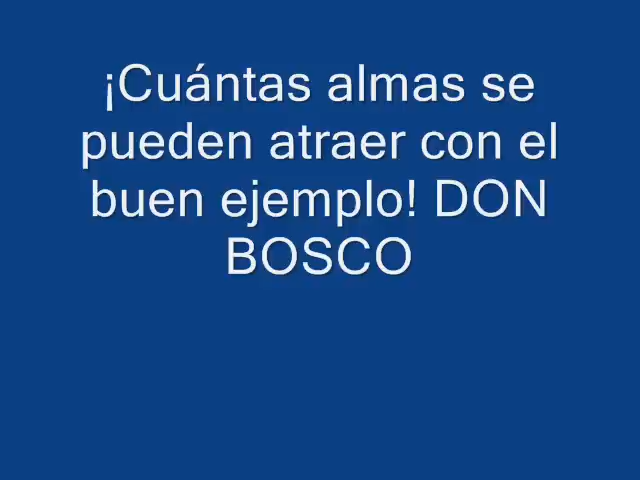 ¡Cuántas almas se
pueden atraer con el
buen ejemplo! DON
BOSCO